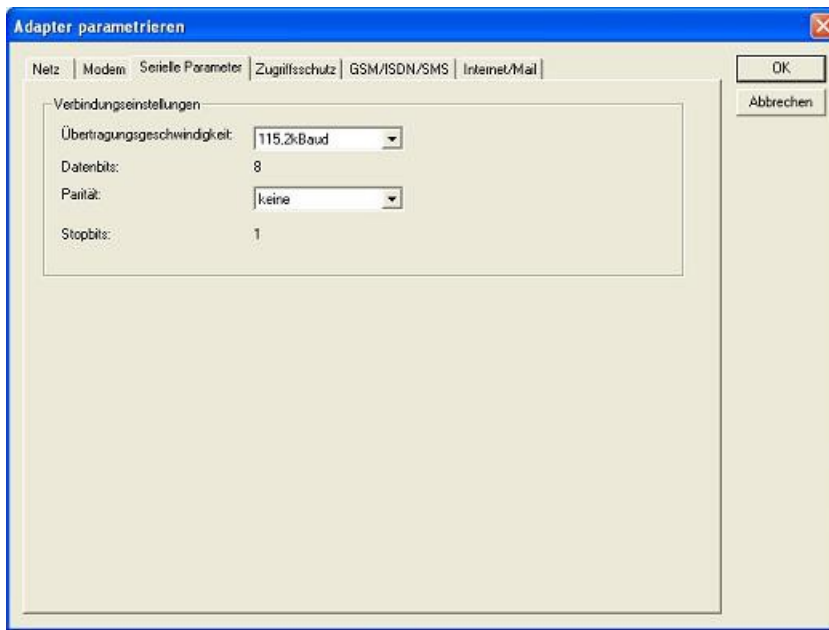 Adapter parametrieren
Netz Modem Serielle Parameter Zugriffsschutz GSM/ISDN/SMS Internet/Mail
OK
Abbrechen
Verbindungseinstellungen
Übertragungsgeschwindigkeit: 115,2kBaud
Datenbits: 8
Parität: keine
Stopbits: 1